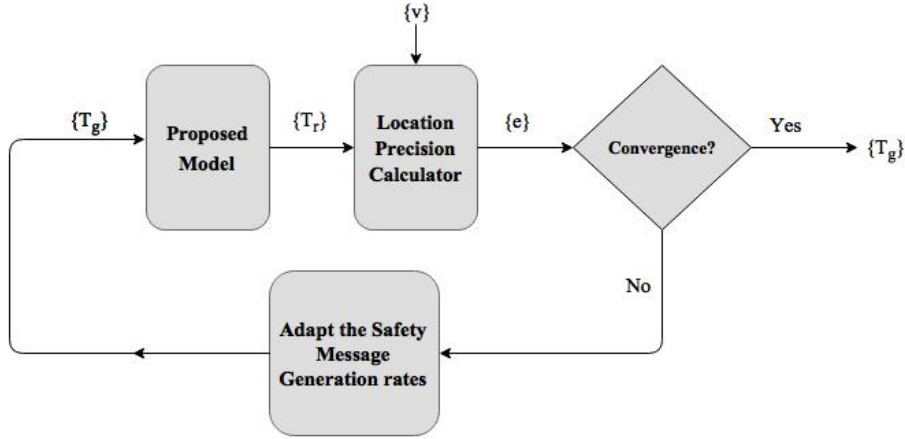 {v}
{T_g}
Proposed
Model
{T_r}
Location
Precision
Calculator
{e}
Convergence?
Yes
{T_g}
No
Adapt the Safety
Message
Generation rates